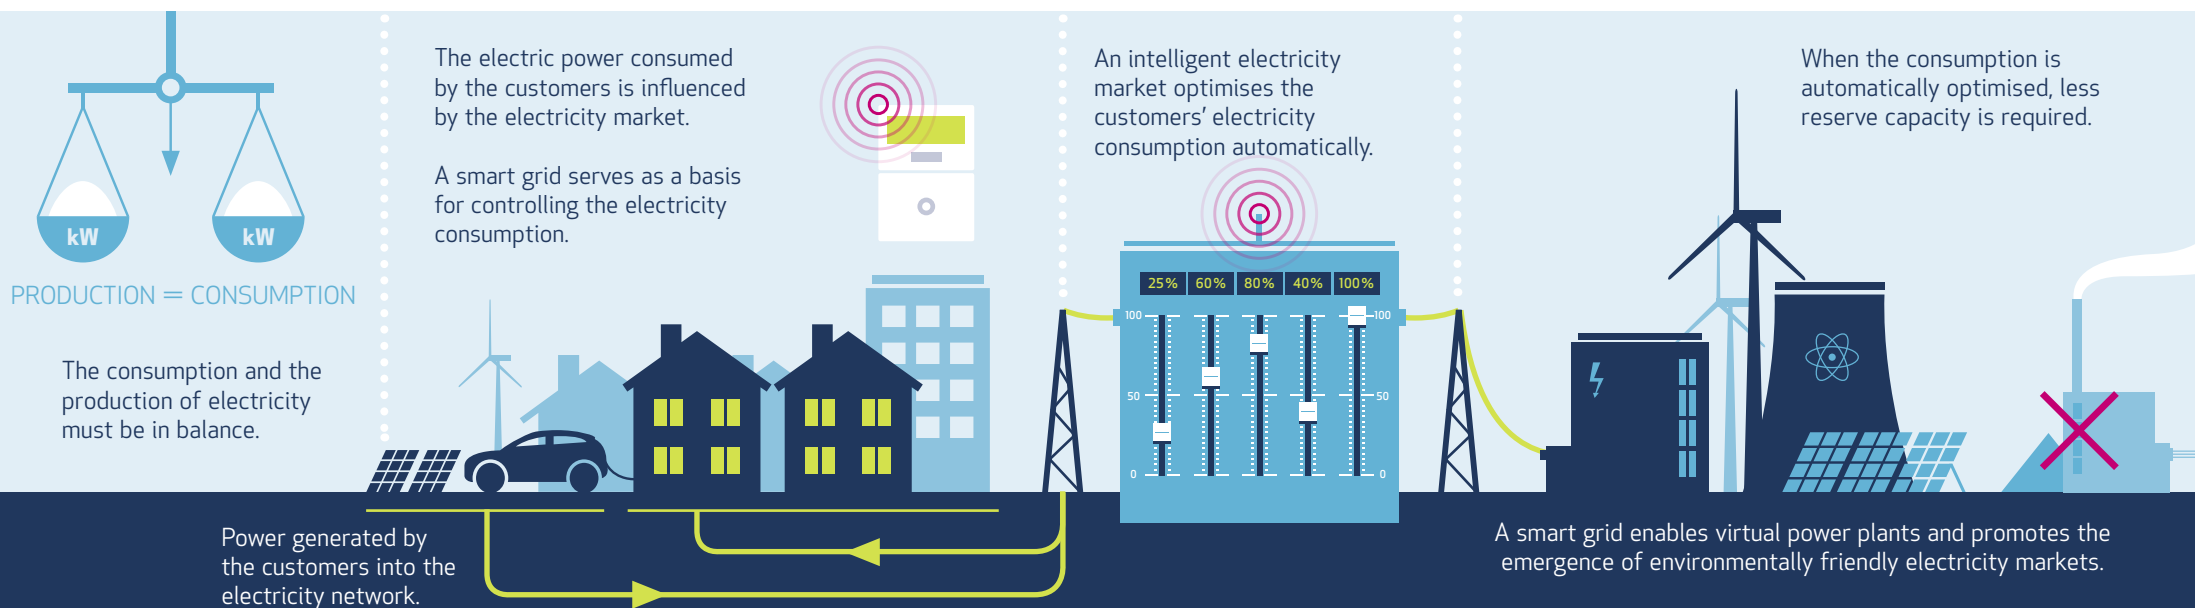 kW
kW
PRODUCTION = CONSUMPTION
The consumption and the
production of electricity
must be in balance.
The electric power consumed
by the customers is influenced
by the electricity market.
A smart grid serves as a basis
for controlling the electricity
consumption.
Power generated by
the customers into the
electricity network.
An intelligent electricity
market optimises the
customers’ electricity
consumption automatically.
25% 60% 80% 40% 100%
100 100
50 50
0 0
When the consumption is
automatically optimised, less
reserve capacity is required.
A smart grid enables virtual power plants and promotes the
emergence of environmentally friendly electricity markets.